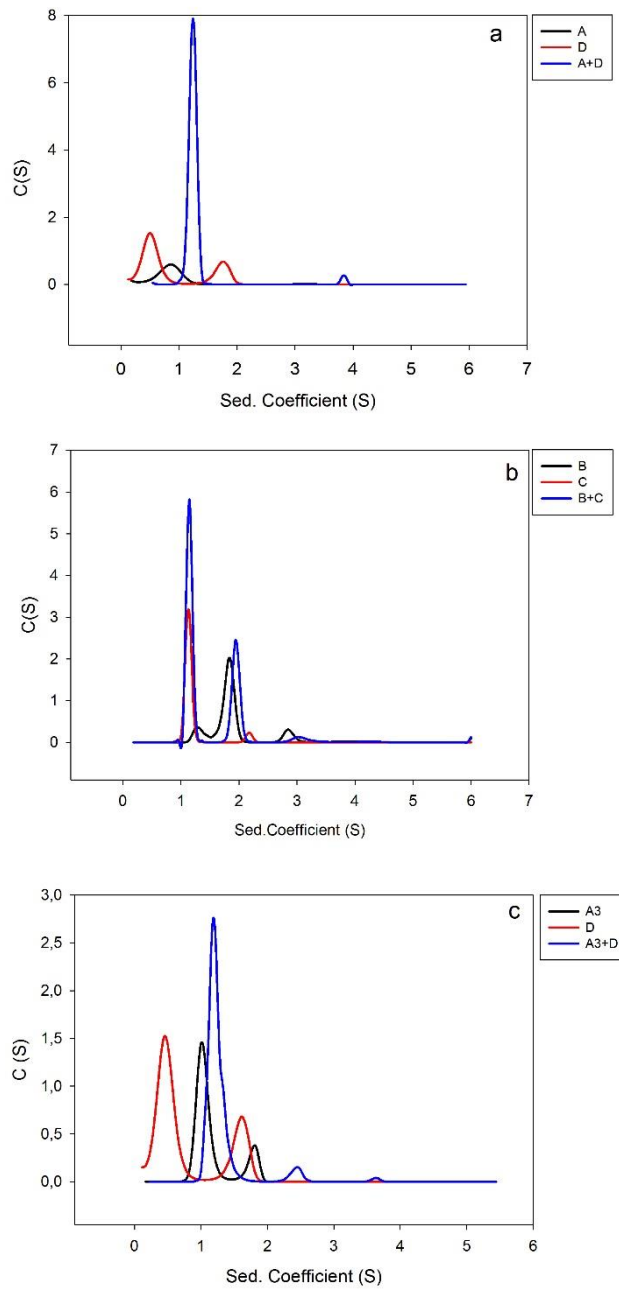 a
A
D
A+D
8
6
4
2
0
C(S)
0 1 2 3 4 5 6 7
Sed. Coefficient (S)
b
B
C
B+C
7
6
5
4
3
2
1
0
C(S)
0 1 2 3 4 5 6 7
Sed.Coefficient (S)
c
A3
D
A3+D
3,0
2,5
2,0
1,5
1,0
0,5
0,0
C (S)
0 1 2 3 4 5 6
Sed. Coefficient (S)